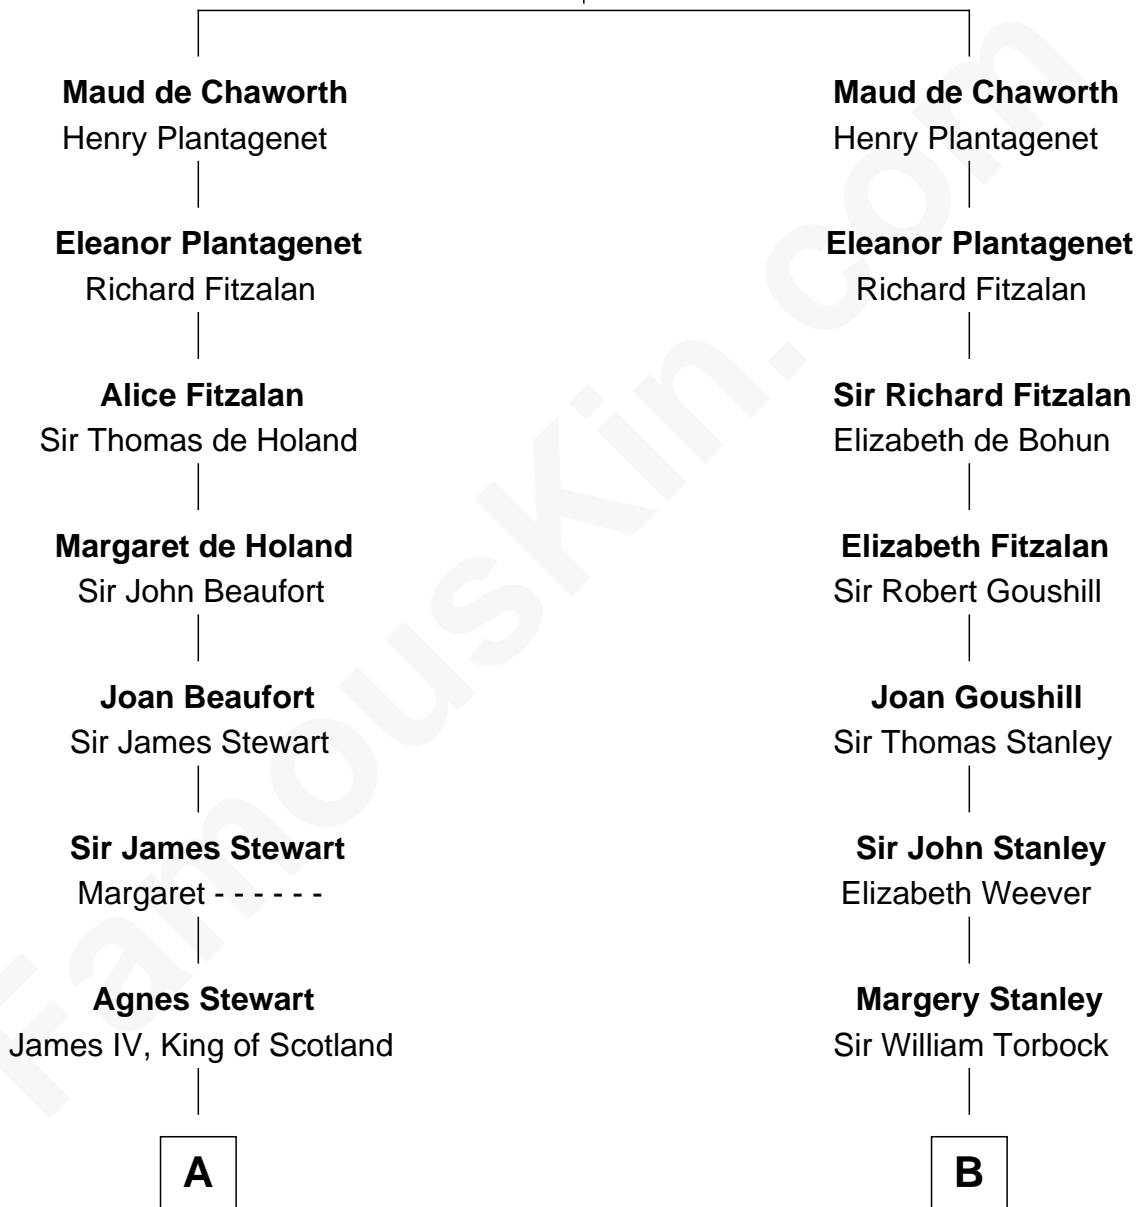 Maud de Chaworth
Henry Plantagenet
Eleanor Plantagenet
Richard Fitzalan
Alice Fitzalan
Sir Thomas de Holand
Margaret de Holand
Sir John Beaufort
Joan Beaufort
Sir James Stewart
Sir James Stewart
Margaret - - - - - -
Agnes Stewart
James IV, King of Scotland
A
Maud de Chaworth
Henry Plantagenet
Eleanor Plantagenet
Richard Fitzalan
Sir Richard Fitzalan
Elizabeth de Bohun
Elizabeth Fitzalan
Sir Robert Goushill
Joan Goushill
Sir Thomas Stanley
Sir John Stanley
Elizabeth Weever
Margery Stanley
Sir William Torbock
B
FamousKin.com